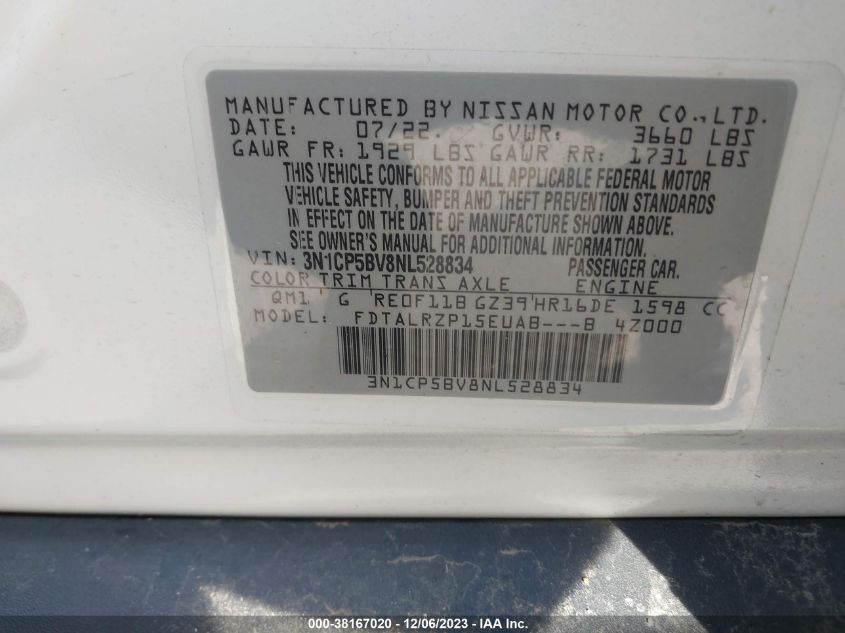 MANUFACTURED BY NISSAN MOTOR CO.,LTD.
DATE: 07/22. GVWR: 3660 LBS
GAWR FR: 1929 LBS GAWR RR: 1731 LBS
THIS VEHICLE CONFORMS TO ALL APPLICABLE FEDERAL MOTOR
VEHICLE SAFETY, BUMPER AND THEFT PREVENTION STANDARDS
IN EFFECT ON THE DATE OF MANUFACTURE SHOWN ABOVE.
SEE OWNER'S MANUAL FOR ADDITIONAL INFORMATION.
VIN: 3N1CP5BV8NL528834 PASSENGER CAR.
COLOR TRIM TRANS AXLE ENGINE
QM1 G RE0F11B GZ39 HR16DE 1598 CC
MODEL: FDTALRZP15EUAB---B 4Z000
3N1CP5BV8NL528834
000-38167020 - 12/06/2023 - IAA Inc.